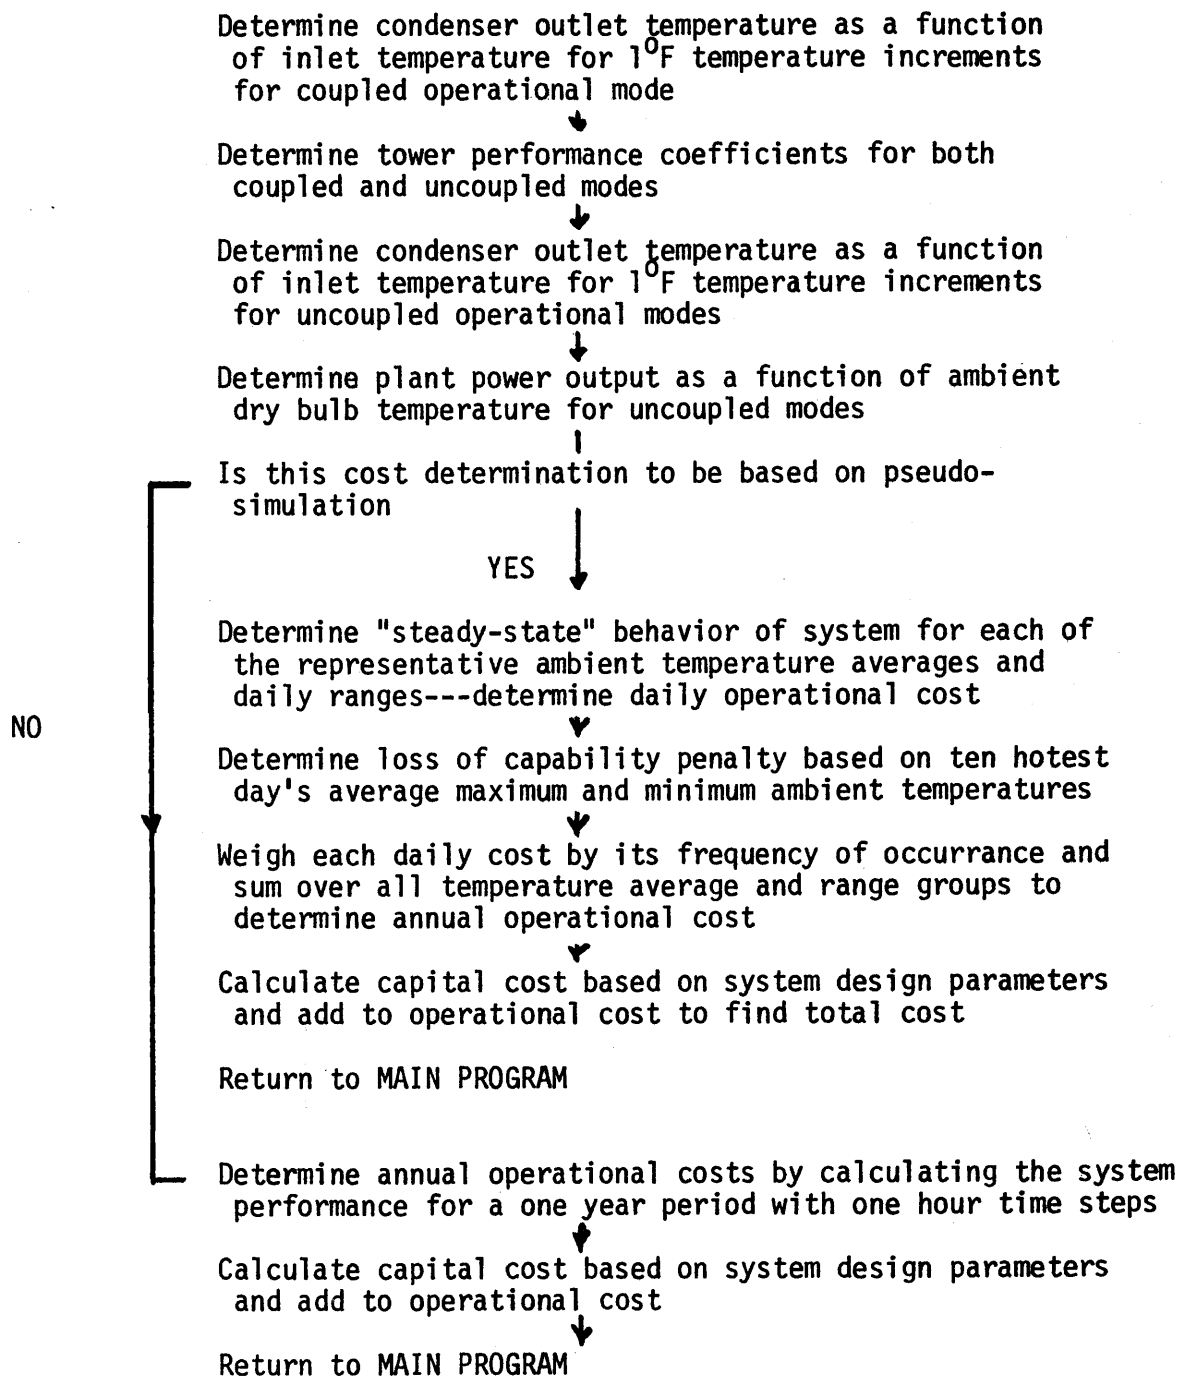 Determine condenser outlet temperature as a function
of inlet temperature for 1°F temperature increments
for coupled operational mode
Determine tower performance coefficients for both
coupled and uncoupled modes
Determine condenser outlet temperature as a function
of inlet temperature for 1°F temperature increments
for uncoupled operational modes
Determine plant power output as a function of ambient
dry bulb temperature for uncoupled modes
Is this cost determination to be based on pseudo-
simulation
YES
Determine "steady-state" behavior of system for each of
the representative ambient temperature averages and
daily ranges---determine daily operational cost
NO
Determine loss of capability penalty based on ten hotest
day's average maximum and minimum ambient temperatures
Weigh each daily cost by its frequency of occurrance and
sum over all temperature average and range groups to
determine annual operational cost
Calculate capital cost based on system design parameters
and add to operational cost to find total cost
Return to MAIN PROGRAM
Determine annual operational costs by calculating the system
performance for a one year period with one hour time steps
Calculate capital cost based on system design parameters
and add to operational cost
Return to MAIN PROGRAM